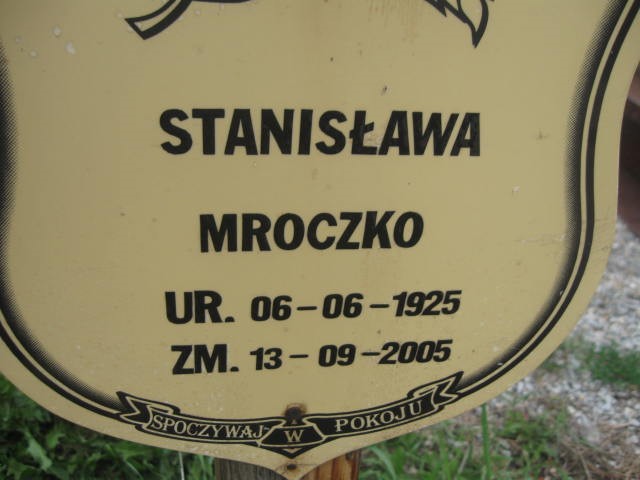 STANISŁAWA
MROCZKO
UR. 06-06-1925
ZM. 13-09-2005
SPOCZYWAJ W POKOJU